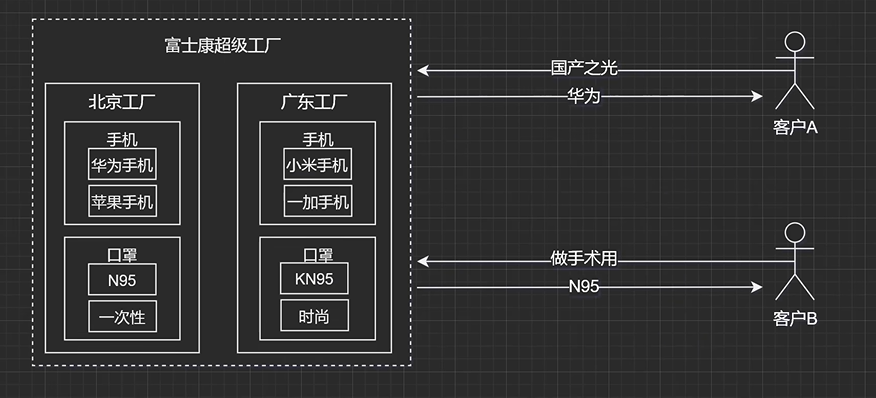 富士康超级工厂
北京工厂
手机
华为手机
苹果手机
口罩
N95
一次性
广东工厂
手机
小米手机
一加手机
口罩
KN95
时尚
国产之光
华为
客户A
做手术用
N95
客户B